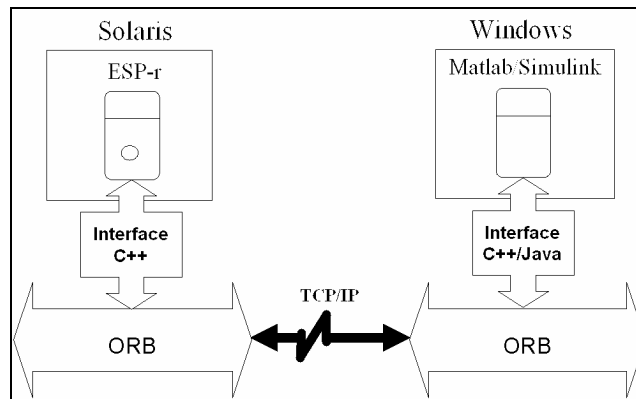 Solaris
Windows
ESP-r
Matlab/Simulink
Interface
C++
Interface
C++/Java
TCP/IP
ORB
ORB